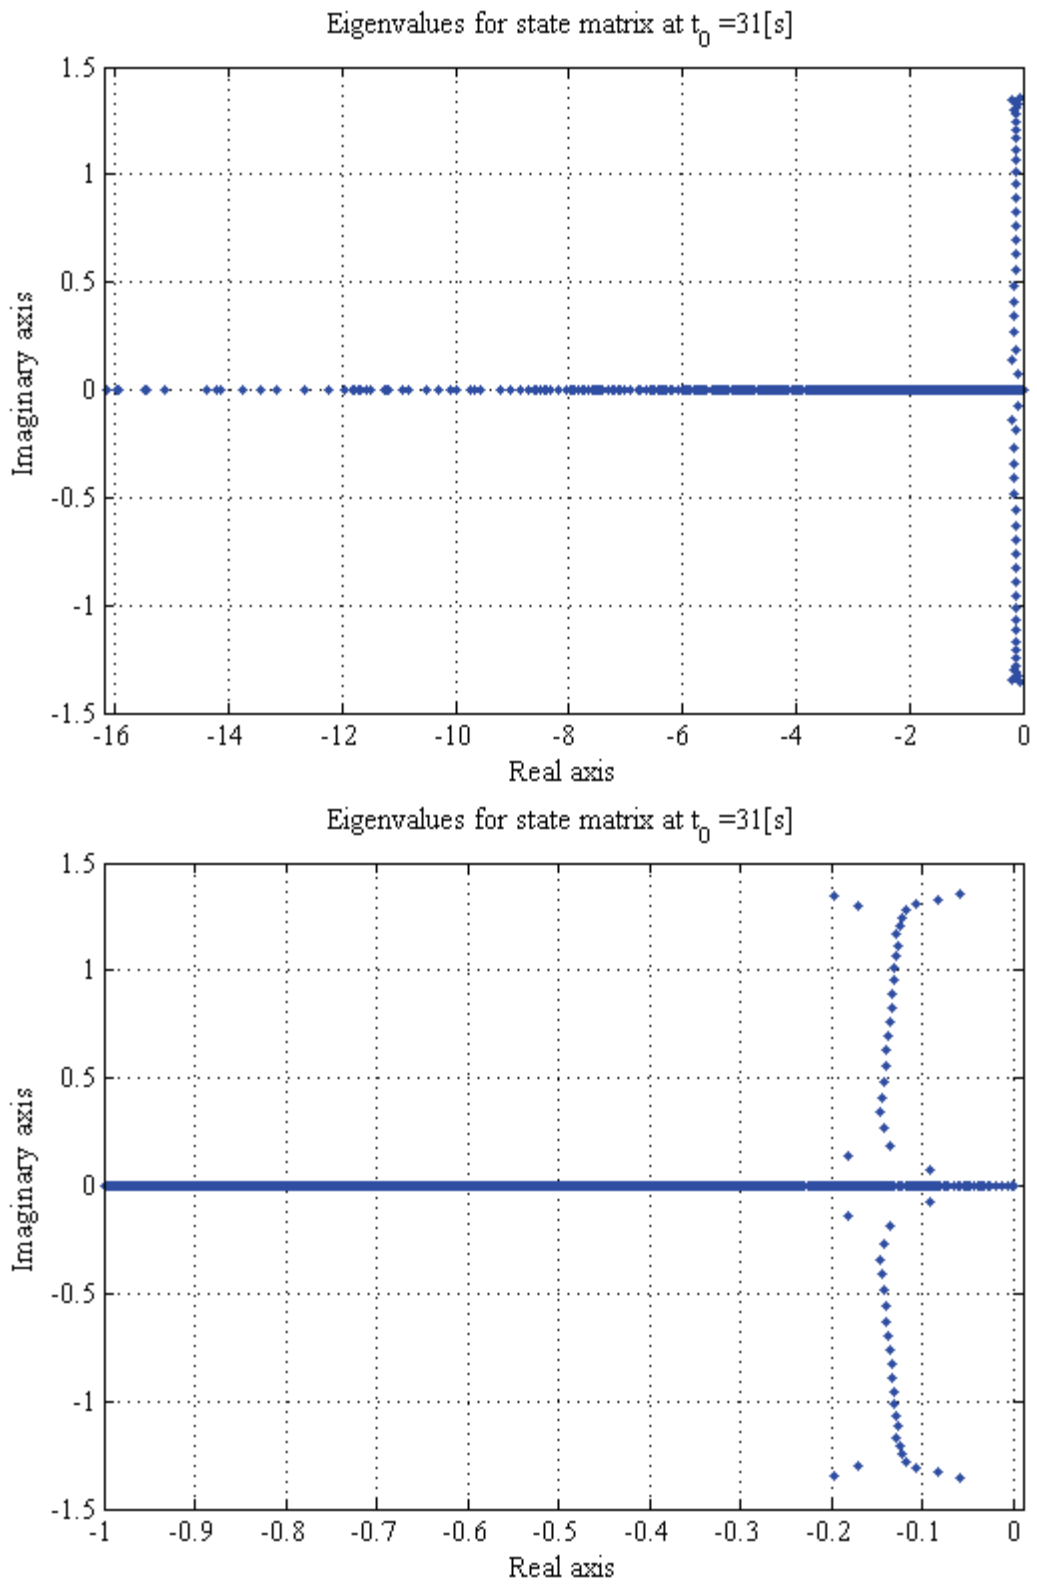 Eigenvalues for state matrix at t0 =31[s]
1.5
1
0.5
0
-0.5
-1
-1.5
Imaginary axis
-16 -14 -12 -10 -8 -6 -4 -2 0
Real axis
Eigenvalues for state matrix at t0 =31[s]
1.5
1
0.5
0
-0.5
-1
-1.5
Imaginary axis
-1 -0.9 -0.8 -0.7 -0.6 -0.5 -0.4 -0.3 -0.2 -0.1 0
Real axis